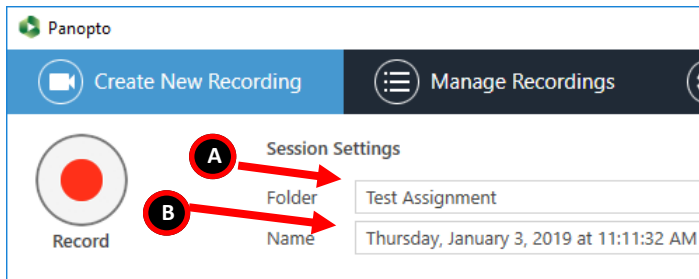 Panopto
Create New Recording Manage Recordings
A Session Settings
Folder Test Assignment
B
Record Name Thursday, January 3, 2019 at 11:11:32 AM